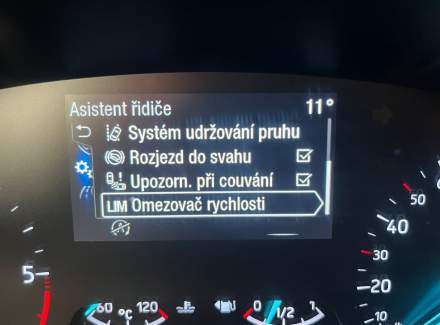 Asistent řidiče 11°
Systém udržování pruhu
Rozjezd do svahu
Upozorn. při couvání
LIM Omezovač rychlosti
5
60 °C 120
0 1/2 1
50
40
30
20
10